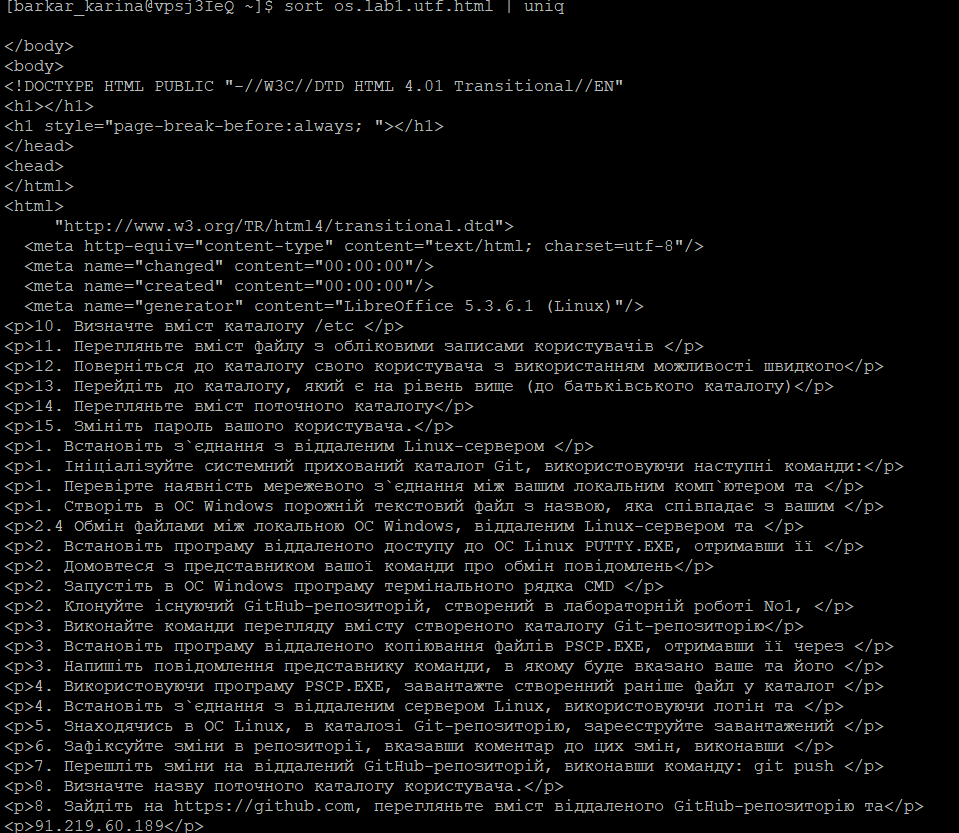 [barkar_karina@vpsj3IeQ ~]$ sort os.lab1.utf.html | uniq
</body>
<body>
<!DOCTYPE HTML PUBLIC "-//W3C//DTD HTML 4.01 Transitional//EN"
<h1></h1>
<h1 style="page-break-before:always; "></h1>
</head>
<head>
</html>
<html>
"http://www.w3.org/TR/html4/transitional.dtd">
<meta http-equiv="content-type" content="text/html; charset=utf-8"/>
<meta name="changed" content="00:00:00"/>
<meta name="created" content="00:00:00"/>
<meta name="generator" content="LibreOffice 5.3.6.1 (Linux)"/>
<p>10. Визначте вміст каталогу /etc </p>
<p>11. Перегляньте вміст файлу з обліковими записами користувачів </p>
<p>12. Поверніться до каталогу свого користувача з використанням можливості швидкого</p>
<p>13. Перейдіть до каталогу, який є на рівень вище (до батьківського каталогу)</p>
<p>14. Перегляньте вміст поточного каталогу</p>
<p>15. Змініть пароль вашого користувача.</p>
<p>1. Встановіть з`єднання з віддаленим Linux-сервером </p>
<p>1. Ініціалізуйте системний прихований каталог Git, використовуючи наступні команди:</p>
<p>1. Перевірте наявність мережевого з`єднання між вашим локальним комп`ютером та </p>
<p>1. Створіть в ОС Windows порожній текстовий файл з назвою, яка співпадає з вашим </p>
<p>2.4 Обмін файлами між локальною ОС Windows, віддаленим Linux-сервером та </p>
<p>2. Встановіть програму віддаленого доступу до ОС Linux PUTTY.EXE, отримавши її </p>
<p>2. Домовтеся з представником вашої команди про обмін повідомлень</p>
<p>2. Запустіть в ОС Windows програму термінального рядка CMD </p>
<p>2. Клонуйте існуючий GitHub-репозиторій, створений в лабораторній роботі No1, </p>
<p>3. Виконайте команди перегляду вмісту створеного каталогу Git-репозиторію</p>
<p>3. Встановіть програму віддаленого копіювання файлів PSCP.EXE, отримавши її через </p>
<p>3. Напишіть повідомлення представнику команди, в якому буде вказано ваше та його </p>
<p>4. Використовуючи програму PSCP.EXE, завантажте створенний раніше файл у каталог </p>
<p>4. Встановіть з`єднання з віддаленим сервером Linux, використовуючи логін та </p>
<p>5. Знаходячись в ОС Linux, в каталозі Git-репозиторію, зареєструйте завантажений </p>
<p>6. Зафіксуйте зміни в репозиторії, вказавши коментар до цих змін, виконавши </p>
<p>7. Перешліть зміни на віддалений GitHub-репозиторій, виконавши команду: git push </p>
<p>8. Визначте назву поточного каталогу користувача.</p>
<p>8. Зайдіть на https://github.com, перегляньте вміст віддаленого GitHub-репозиторію та</p>
<p>91.219.60.189</p>